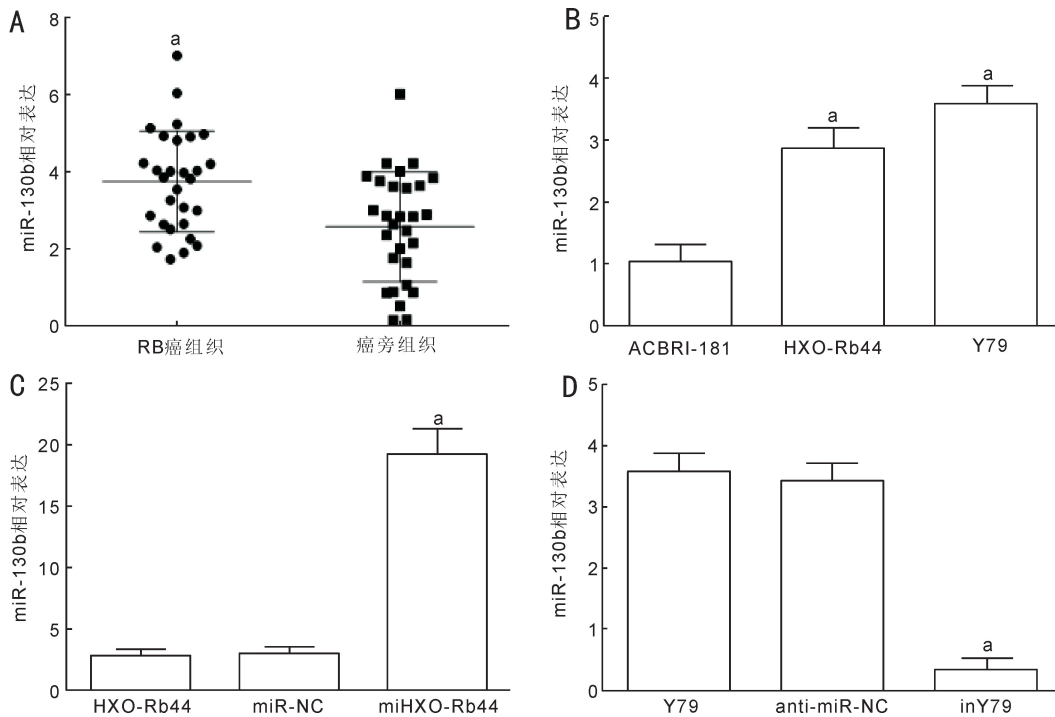 A
miR-130b相对表达
8
6
4
2
0
a
RB癌组织
癌旁组织
B
miR-130b相对表达
5
4
3
2
1
0
a
a
ACBRI-181
HXO-Rb44
Y79
C
miR-130b相对表达
25
20
15
10
5
0
a
HXO-Rb44
miR-NC
miHXO-Rb44
D
miR-130b相对表达
5
4
3
2
1
0
a
Y79
anti-miR-NC
inY79